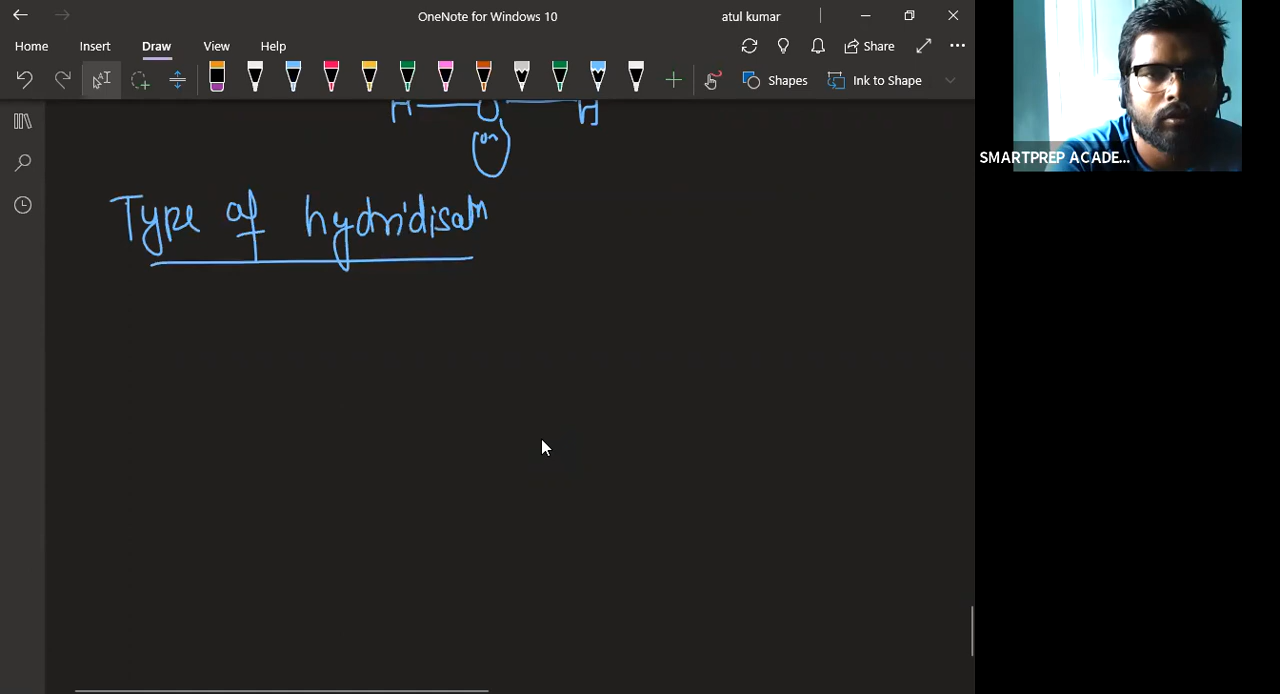 OneNote for Windows 10
atul kumar
Home Insert Draw View Help
Share
Shapes
Ink to Shape
H O H
SMARTPREP ACADE...
Type of hydridisatn